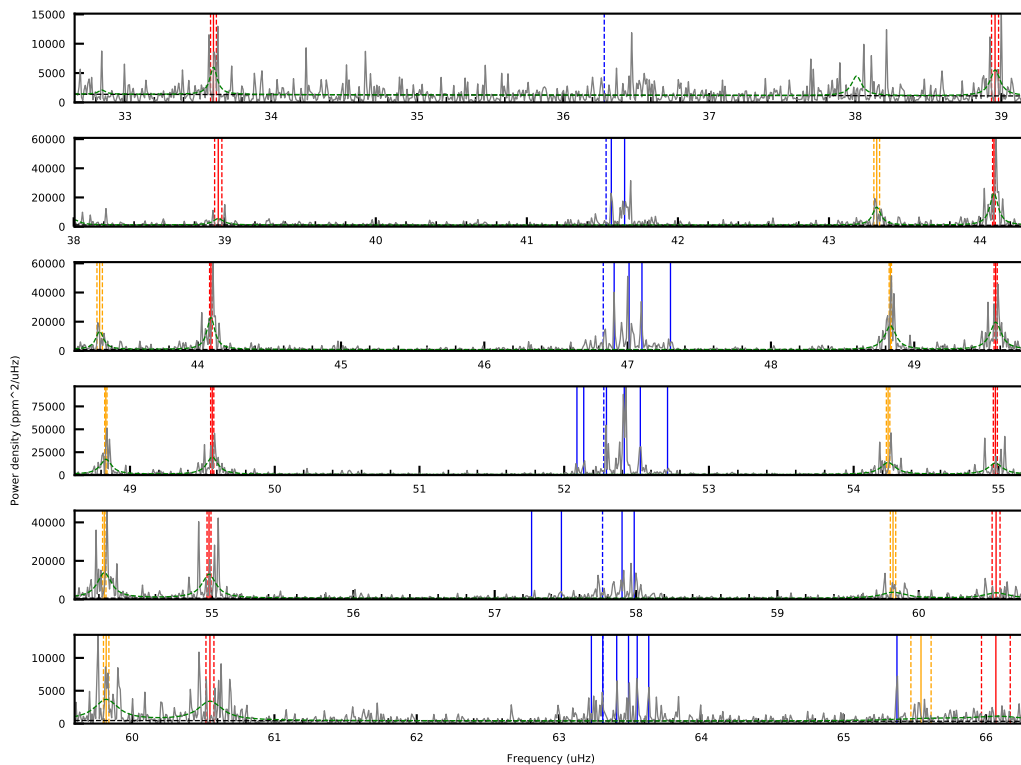 15000
10000
5000
0
33 34 35 36 37 38 39
60000
40000
20000
0
38 39 40 41 42 43 44
60000
40000
20000
0
44 45 46 47 48 49
Power density (ppm^2/uHz)
75000
50000
25000
0
49 50 51 52 53 54 55
40000
20000
0
55 56 57 58 59 60
10000
5000
0
60 61 62 63 64 65 66
Frequency (uHz)